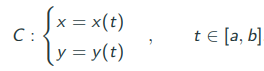 C : { x = x(t)
y = y(t) , t ∈ [a, b]